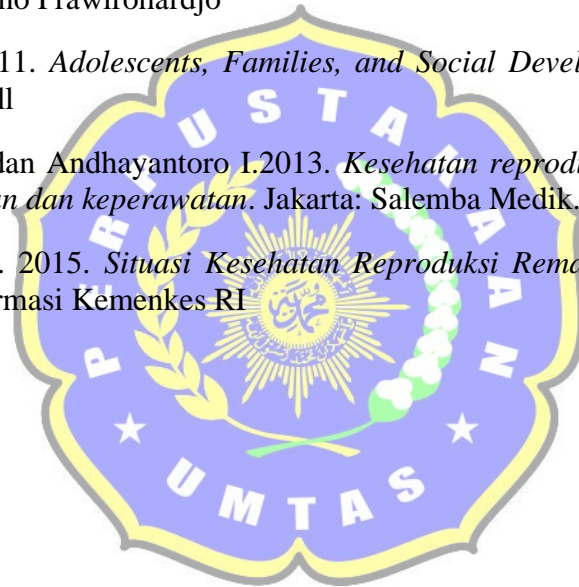 no Prawirohardjo
11. Adolescents, Families, and Social Devel
ll
dan Andhayantoro I.2013. Kesehatan reprodu
n dan keperawatan. Jakarta: Salemba Medik.
. 2015. Situasi Kesehatan Reproduksi Rema
rmasi Kemenkes RI
PERPUSTAKAAN
UMTAS